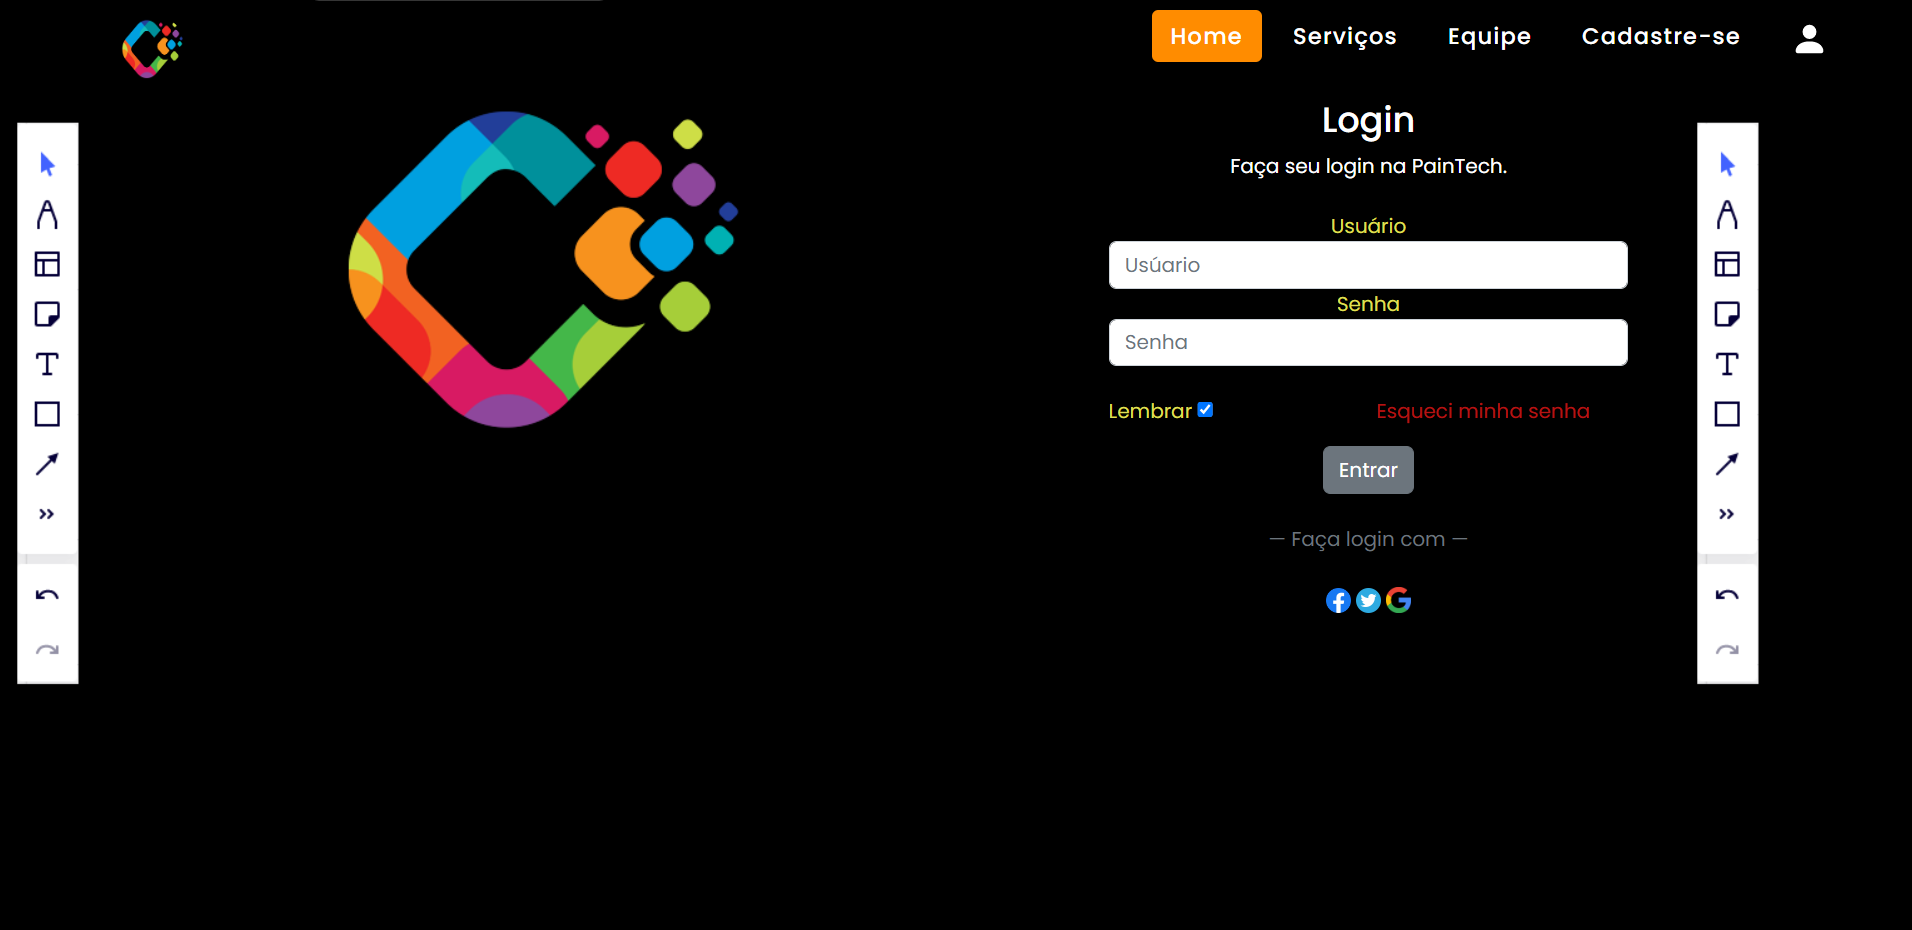 Home Serviços Equipe Cadastre-se
Login
Faça seu login na PainTech.
Usuário
Usúario
Senha
Senha
Lembrar Esqueci minha senha
Entrar
— Faça login com —